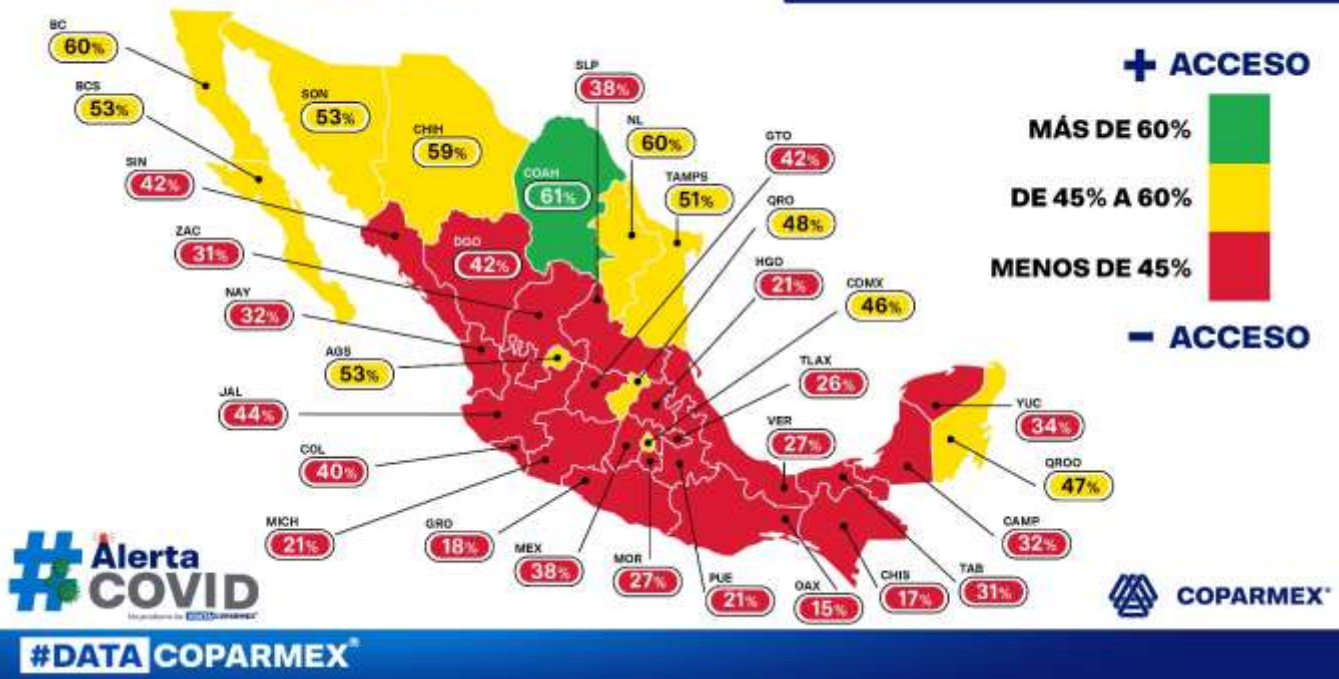 BC
60%
BCS
53%
SON
53%
CHIH
59%
SLP
38%
NL
60%
GTO
42%
COAH
61%
TAMPS
51%
QRO
48%
SIN
42%
ZAC
31%
DGO
42%
HGO
21%
CDMX
46%
NAY
32%
AGS
53%
TLAX
26%
JAL
44%
VER
27%
YUC
34%
COL
40%
QROO
47%
MICH
21%
GRO
18%
MEX
38%
MOR
27%
PUE
21%
OAX
15%
CHIS
17%
TAB
31%
CAMP
32%
+ ACCESO
MÁS DE 60%
DE 45% A 60%
MENOS DE 45%
- ACCESO
# Alerta
COVID
COPARMEX
#DATA COPARMEX®